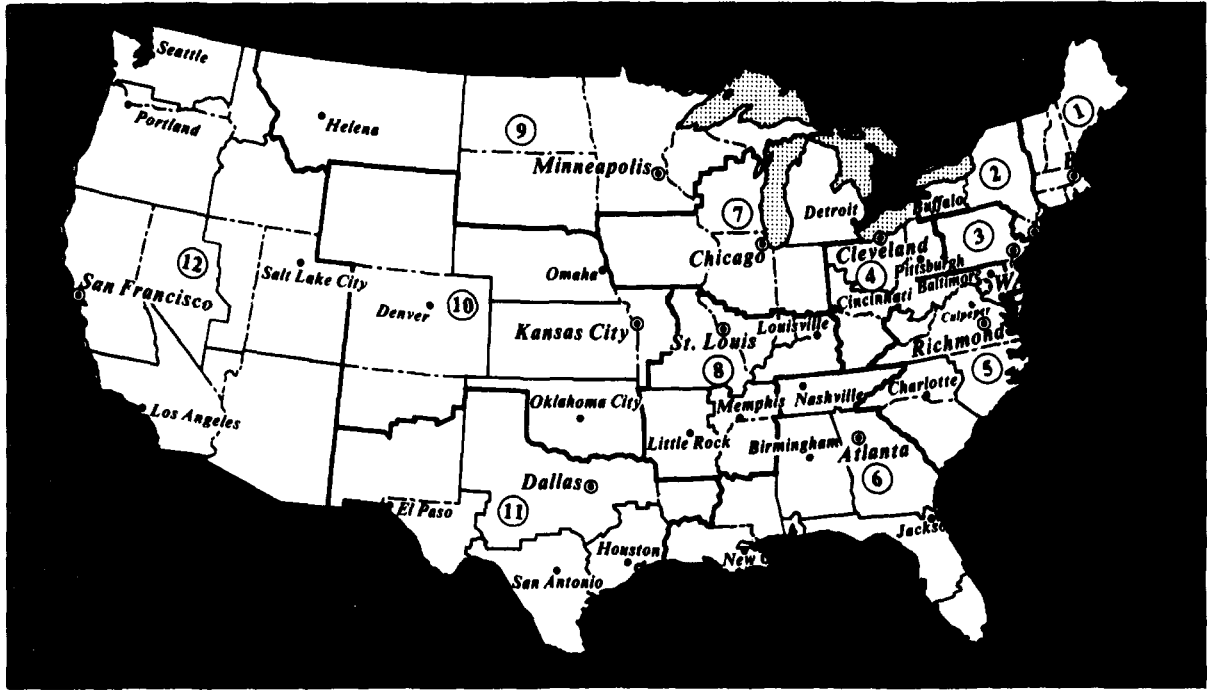 Seattle
Portland
Helena
9
Minneapolis
1
2
Buffalo
7
Detroit
3
Chicago
Cleveland
4
Pittsburgh
Baltimore
W
Cincinnati
Culpeper
Richmond
5
12
San Francisco
Salt Lake City
Omaha
Denver
10
Kansas City
St. Louis
Louisville
8
Charlotte
Los Angeles
Oklahoma City
Memphis
Nashville
Little Rock
Birmingham
Atlanta
6
Dallas
El Paso
11
Houston
San Antonio
New
Jackso